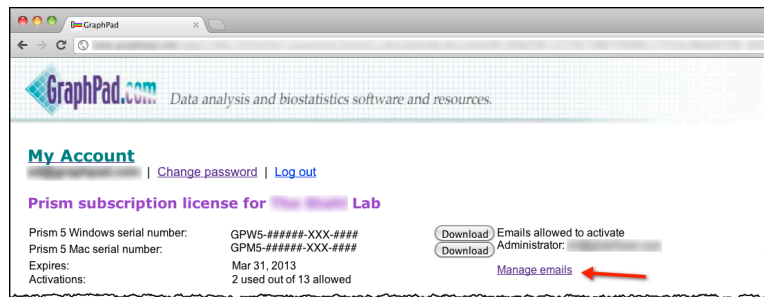 GraphPad
GraphPad.com Data analysis and biostatistics software and resources.
My Account
| Change password | Log out
Prism subscription license for Lab
Prism 5 Windows serial number: GPW5-######-XXX-#### Download Emails allowed to activate
Prism 5 Mac serial number: GPM5-######-XXX-#### Download Administrator:
Expires: Mar 31, 2013 Manage emails
Activations: 2 used out of 13 allowed